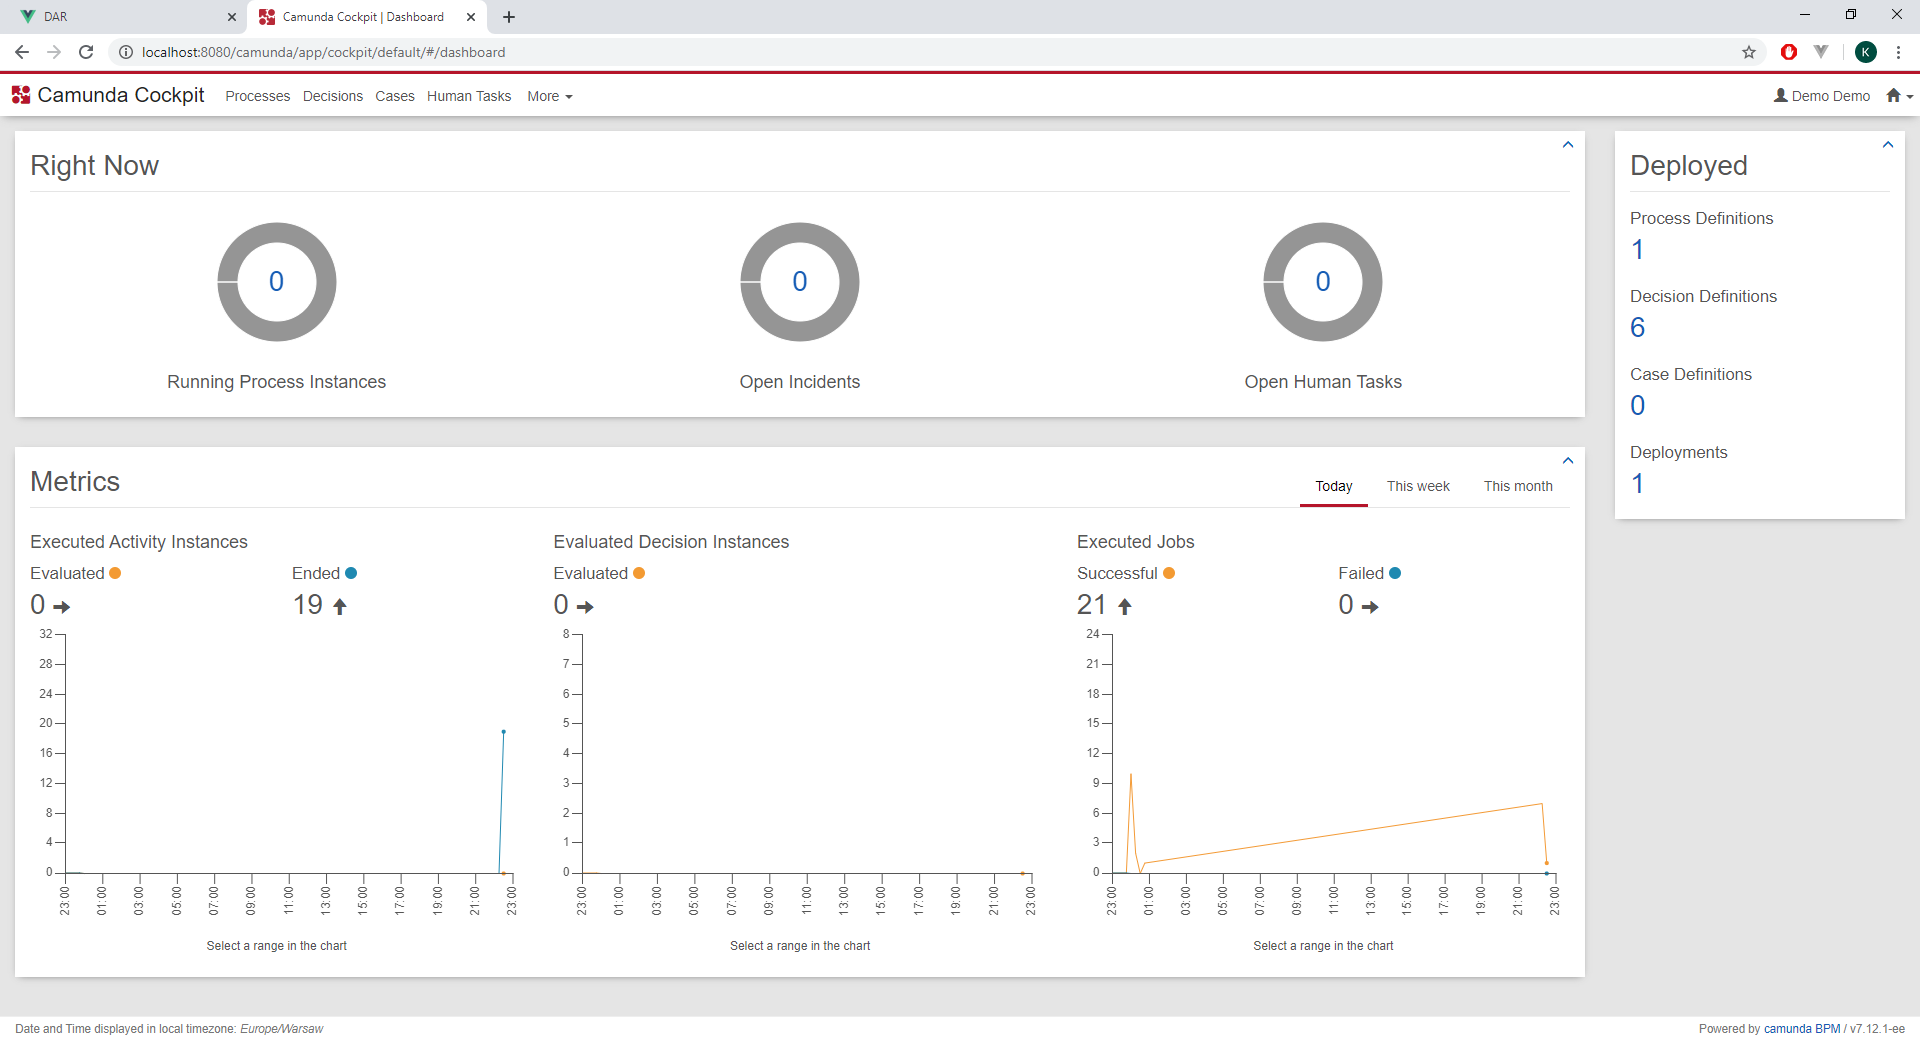 DAR
Camunda Cockpit | Dashboard
localhost:8080/camunda/app/cockpit/default/#/dashboard
K
Camunda Cockpit Processes Decisions Cases Human Tasks More
Demo Demo
Right Now
0
0
0
Running Process Instances
Open Incidents
Open Human Tasks
Deployed
Process Definitions
1
Decision Definitions
6
Case Definitions
0
Deployments
1
Metrics
Today This week This month
Executed Activity Instances
Evaluated
0
Ended
19
32
28
24
20
16
12
8
4
0
23:00 01:00 03:00 05:00 07:00 09:00 11:00 13:00 15:00 17:00 19:00 21:00 23:00
Select a range in the chart
Evaluated Decision Instances
Evaluated
0
8
7
6
5
4
3
2
1
0
23:00 01:00 03:00 05:00 07:00 09:00 11:00 13:00 15:00 17:00 19:00 21:00 23:00
Select a range in the chart
Executed Jobs
Successful
21
Failed
0
24
21
18
15
12
9
6
3
0
23:00 01:00 03:00 05:00 07:00 09:00 11:00 13:00 15:00 17:00 19:00 21:00 23:00
Select a range in the chart
Date and Time displayed in local timezone: Europe/Warsaw
Powered by camunda BPM / v7.12.1-ee